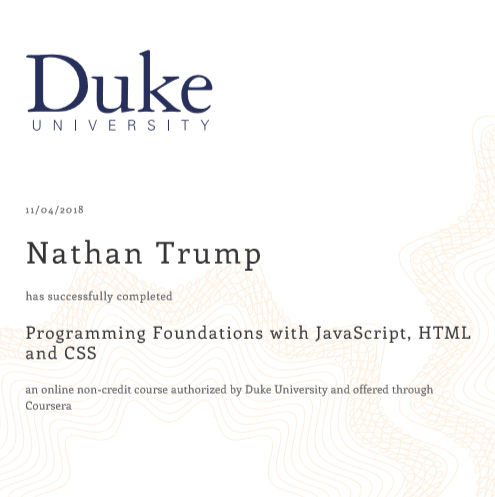 Duke
UNIVERSITY
11/04/2018
Nathan Trump
has successfully completed
Programming Foundations with JavaScript, HTML
and CSS
an online non-credit course authorized by Duke University and offered through
Coursera